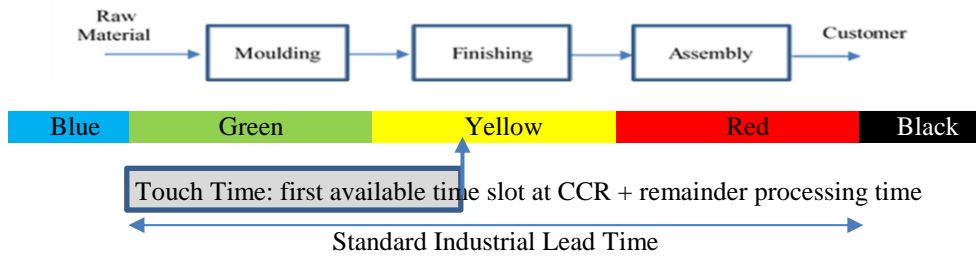 Raw
Material
Customer
Moulding
Finishing
Assembly
Blue Green Yellow Red Black
Touch Time: first available time slot at CCR + remainder processing time
Standard Industrial Lead Time